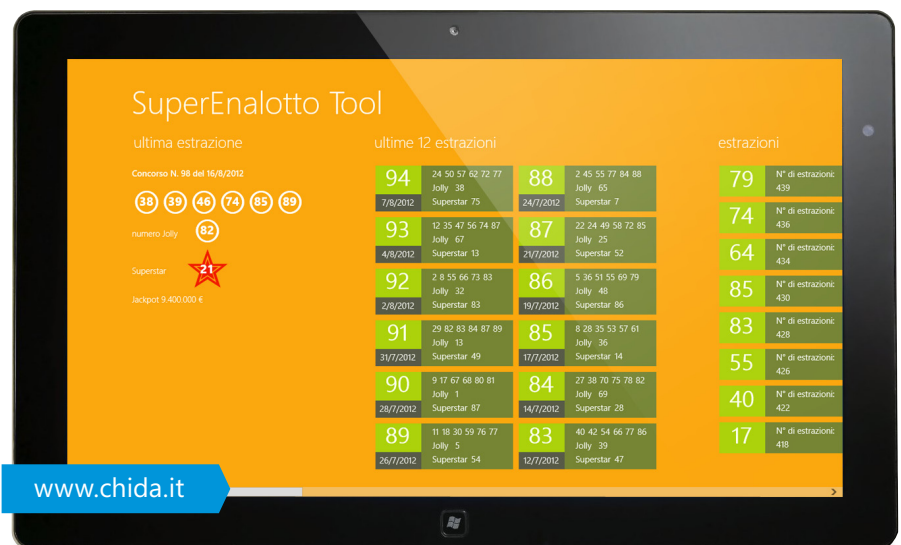 SuperEnalotto Tool
ultima estrazione
Concorso N. 98 del 16/8/2012
38 39 46 74 85 89
numero Jolly 82
Superstar 21
Jackpot 9.400.000 €
ultime 12 estrazioni
94
7/8/2012
24 50 57 62 72 77
Jolly 38
Superstar 75
93
4/8/2012
12 35 47 56 74 87
Jolly 67
Superstar 13
92
2/8/2012
2 8 55 66 73 83
Jolly 32
Superstar 83
91
31/7/2012
29 82 83 84 87 89
Jolly 13
Superstar 49
90
28/7/2012
9 17 67 68 80 81
Jolly 1
Superstar 87
89
26/7/2012
11 18 30 59 76 77
Jolly 5
Superstar 54
88
24/7/2012
2 45 55 77 84 88
Jolly 65
Superstar 7
87
21/7/2012
22 24 49 58 72 85
Jolly 25
Superstar 52
86
19/7/2012
5 36 51 55 69 79
Jolly 48
Superstar 86
85
17/7/2012
8 28 35 53 57 61
Jolly 36
Superstar 14
84
14/7/2012
27 38 70 75 78 82
Jolly 69
Superstar 28
83
12/7/2012
40 42 54 66 77 86
Jolly 39
Superstar 47
estrazioni
79
N° di estrazioni:
439
74
N° di estrazioni:
436
64
N° di estrazioni:
434
85
N° di estrazioni:
430
83
N° di estrazioni:
428
55
N° di estrazioni:
426
40
N° di estrazioni:
422
17
N° di estrazioni:
418
www.chida.it